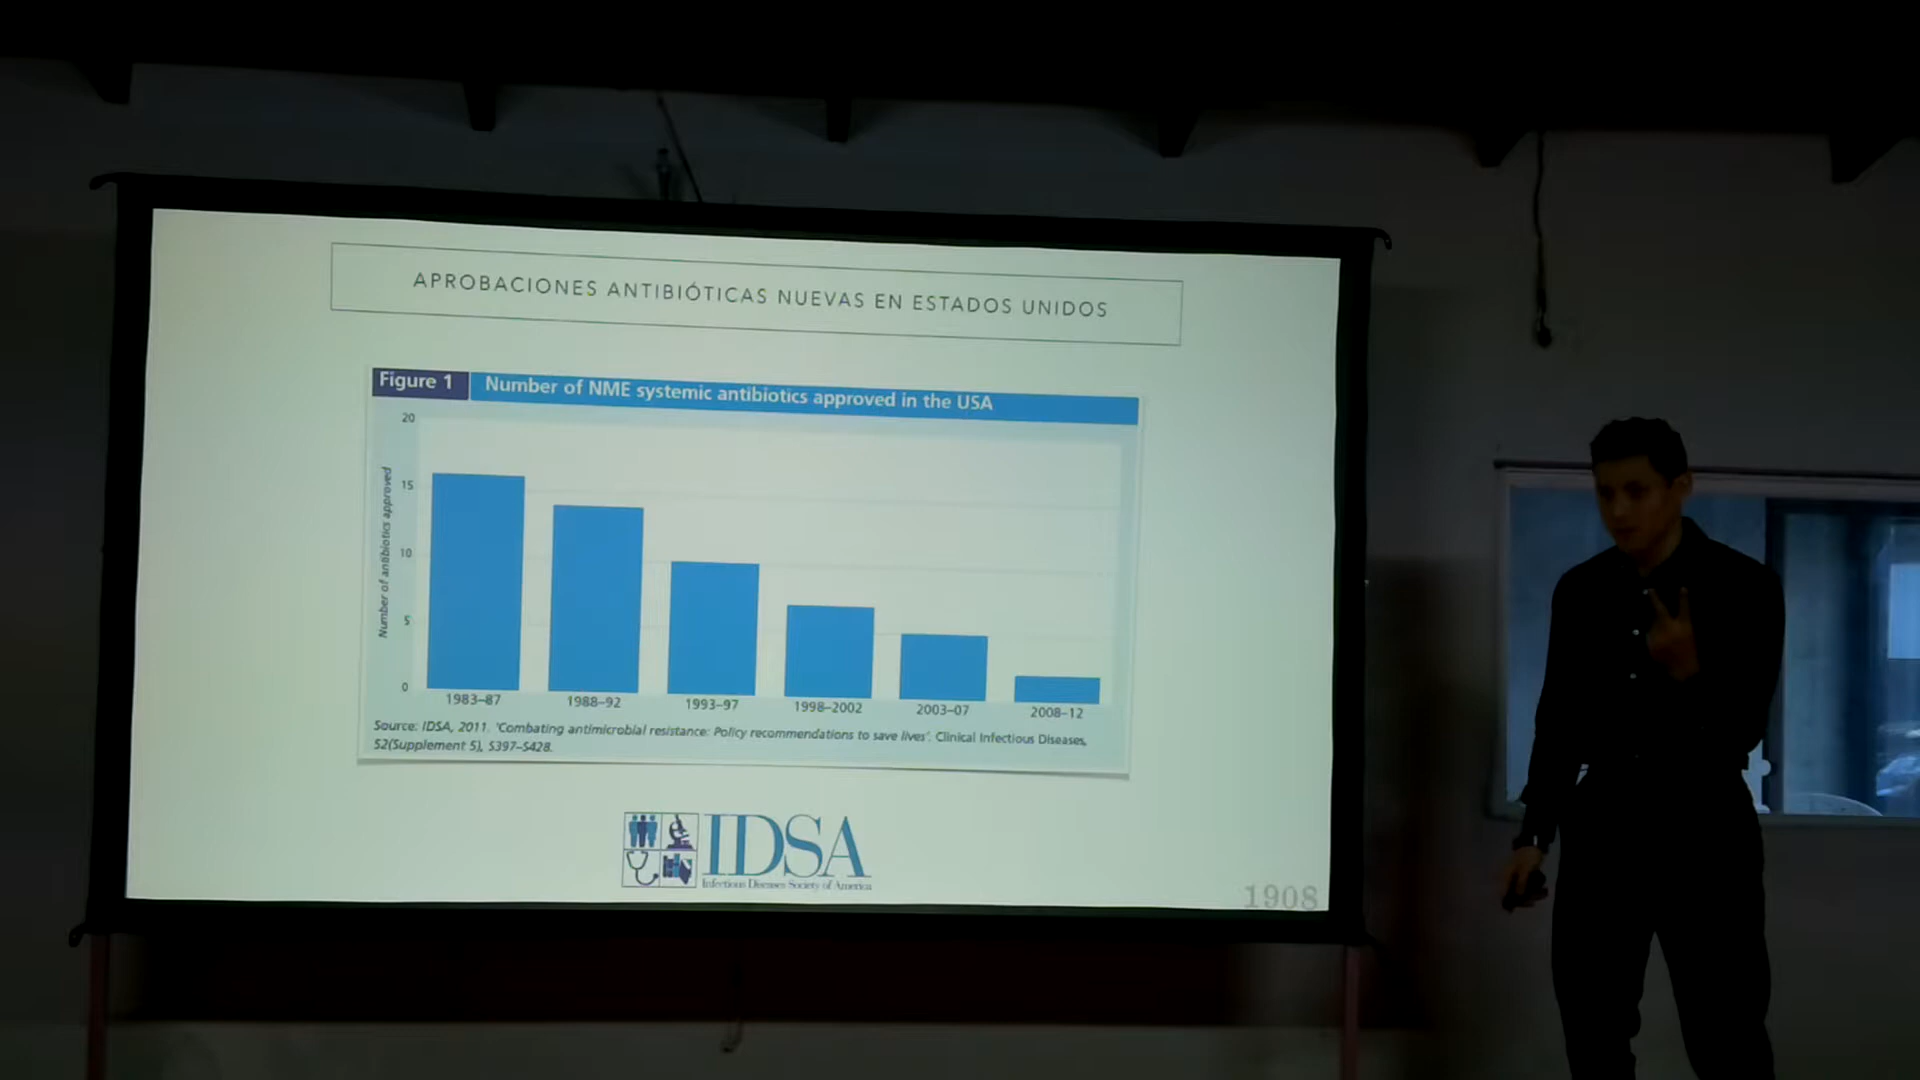 APROBACIONES ANTIBIÓTICAS NUEVAS EN ESTADOS UNIDOS
Figure 1 Number of NME systemic antibiotics approved in the USA
Number of antibiotics approved
20
15
10
5
0
1983–87 1988–92 1993–97 1998–2002 2003–07 2008–12
Source: IDSA, 2011. 'Combating antimicrobial resistance: Policy recommendations to save lives'. Clinical Infectious Diseases,
52(Supplement 5), S397–S428.
IDSA
Infectious Diseases Society of America
1908